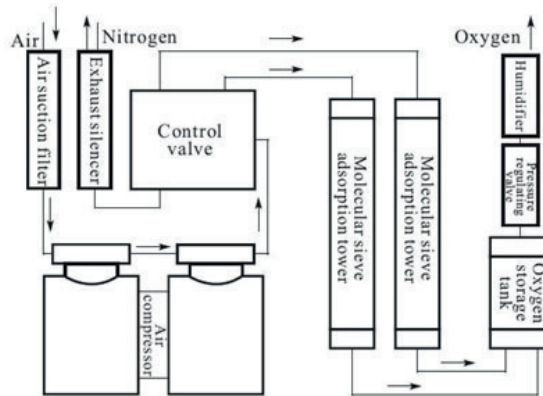 Air
Nitrogen
Oxygen
Air suction filter
Exhaust silencer
Control
valve
Molecular sieve
adsorption tower
Molecular sieve
adsorption tower
Humidifier
Pressure
regulating
valve
Oxygen
storage
tank
Air
compressor